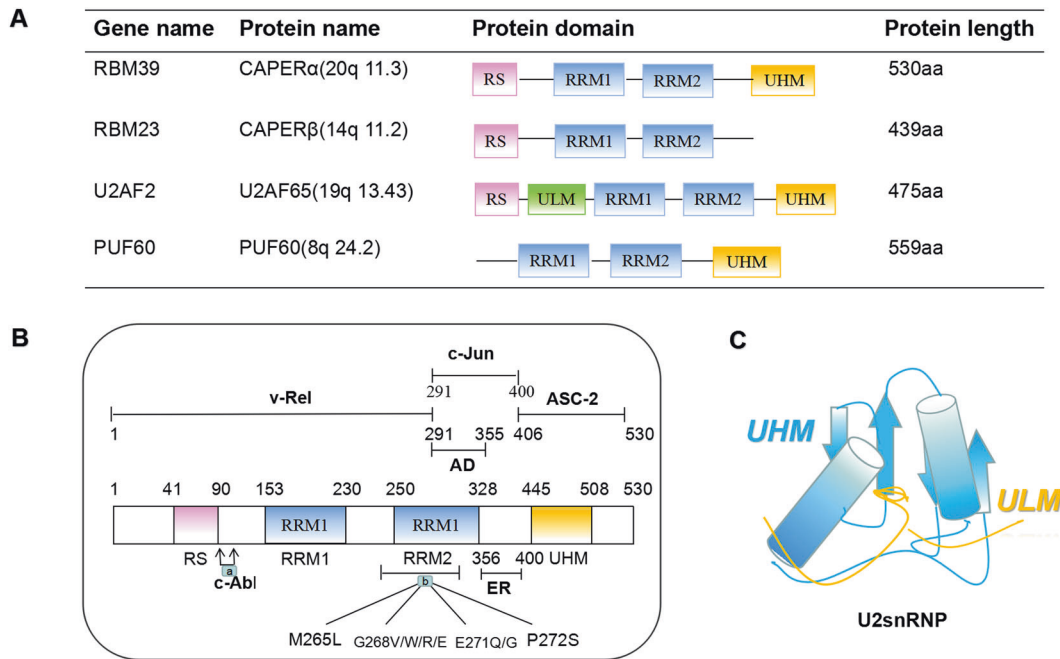 A
Gene name Protein name Protein domain Protein length
RBM39 CAPERα(20q 11.3) RS RRM1 RRM2 UHM 530aa
RBM23 CAPERβ(14q 11.2) RS RRM1 RRM2 439aa
U2AF2 U2AF65(19q 13.43) RS ULM RRM1 RRM2 UHM 475aa
PUF60 PUF60(8q 24.2) RRM1 RRM2 UHM 559aa
B
c-Jun
291 400
v-Rel ASC-2
1 291 355 406 530
AD
1 41 90 153 230 250 328 445 508 530
RRM1 RRM1
RS RRM1 RRM2 356 400 UHM
a
c-Abl ER
b
M265L G268V/W/R/E E271Q/G P272S
C
UHM
ULM
U2snRNP